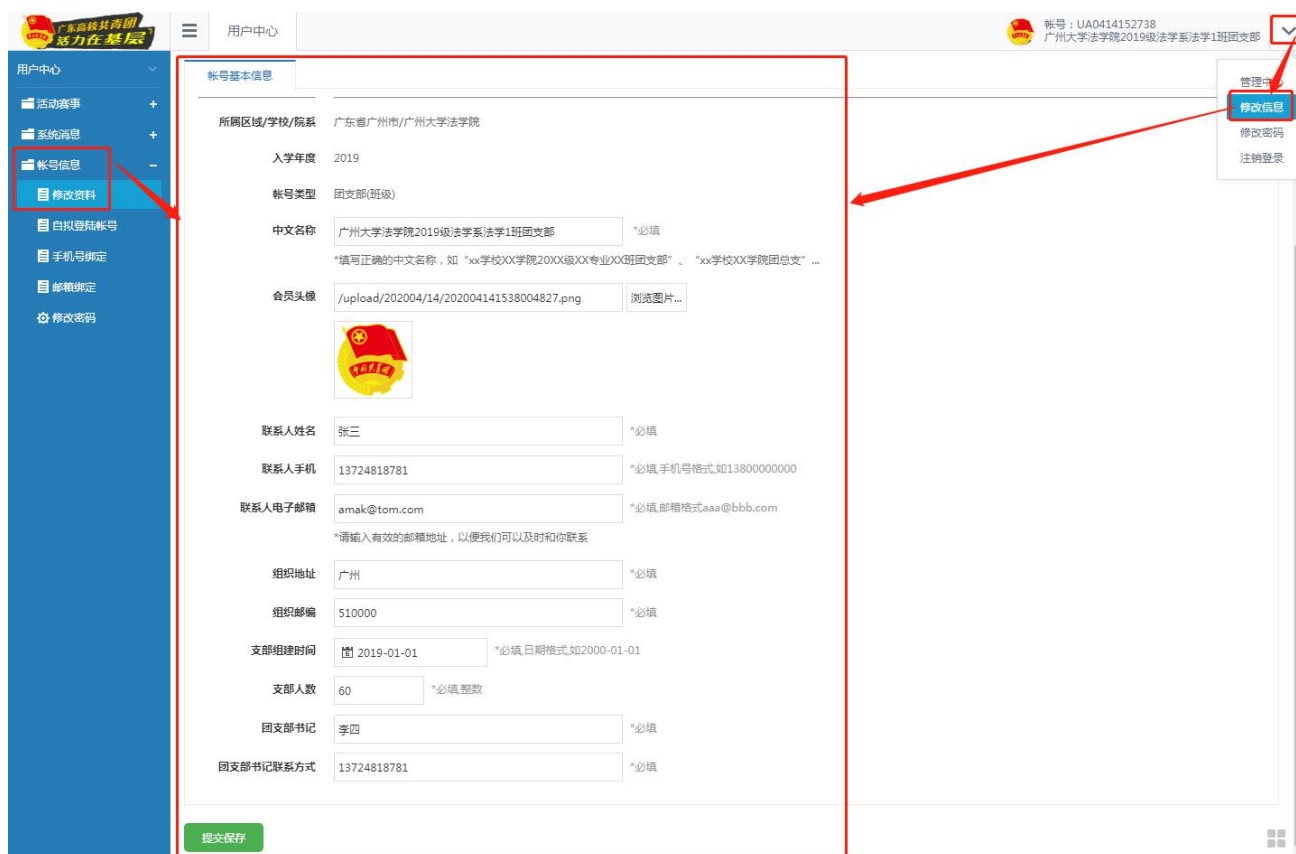 广东高校共青团
活力在基层
用户中心
帐号：UA0414152738
广州大学法学院2019级法学系法学1班团支部
用户中心
活动赛事 +
系统消息 +
帐号信息 −
修改资料
自拟登陆帐号
手机号绑定
邮箱绑定
修改密码
管理中心
修改信息
修改密码
注销登录
帐号基本信息
所属区域/学校/院系 广东省广州市/广州大学法学院
入学年度 2019
帐号类型 团支部(班级)
中文名称 广州大学法学院2019级法学系法学1班团支部 *必填
*填写正确的中文名称，如“xx学校XX学院20XX级XX专业XX班团支部”、“xx学校XX学院团总支”...
会员头像 /upload/202004/14/202004141538004827.png 浏览图片...
中国共青团
联系人姓名 张三 *必填
联系人手机 13724818781 *必填,手机号格式,如13800000000
联系人电子邮箱 amak@tom.com *必填,邮箱格式aaa@bbb.com
*请输入有效的邮箱地址，以便我们可以及时和你联系
组织地址 广州 *必填
组织邮编 510000 *必填
支部组建时间 2019-01-01 *必填,日期格式,如2000-01-01
支部人数 60 *必填,整数
团支部书记 李四 *必填
团支部书记联系方式 13724818781 *必填
提交保存